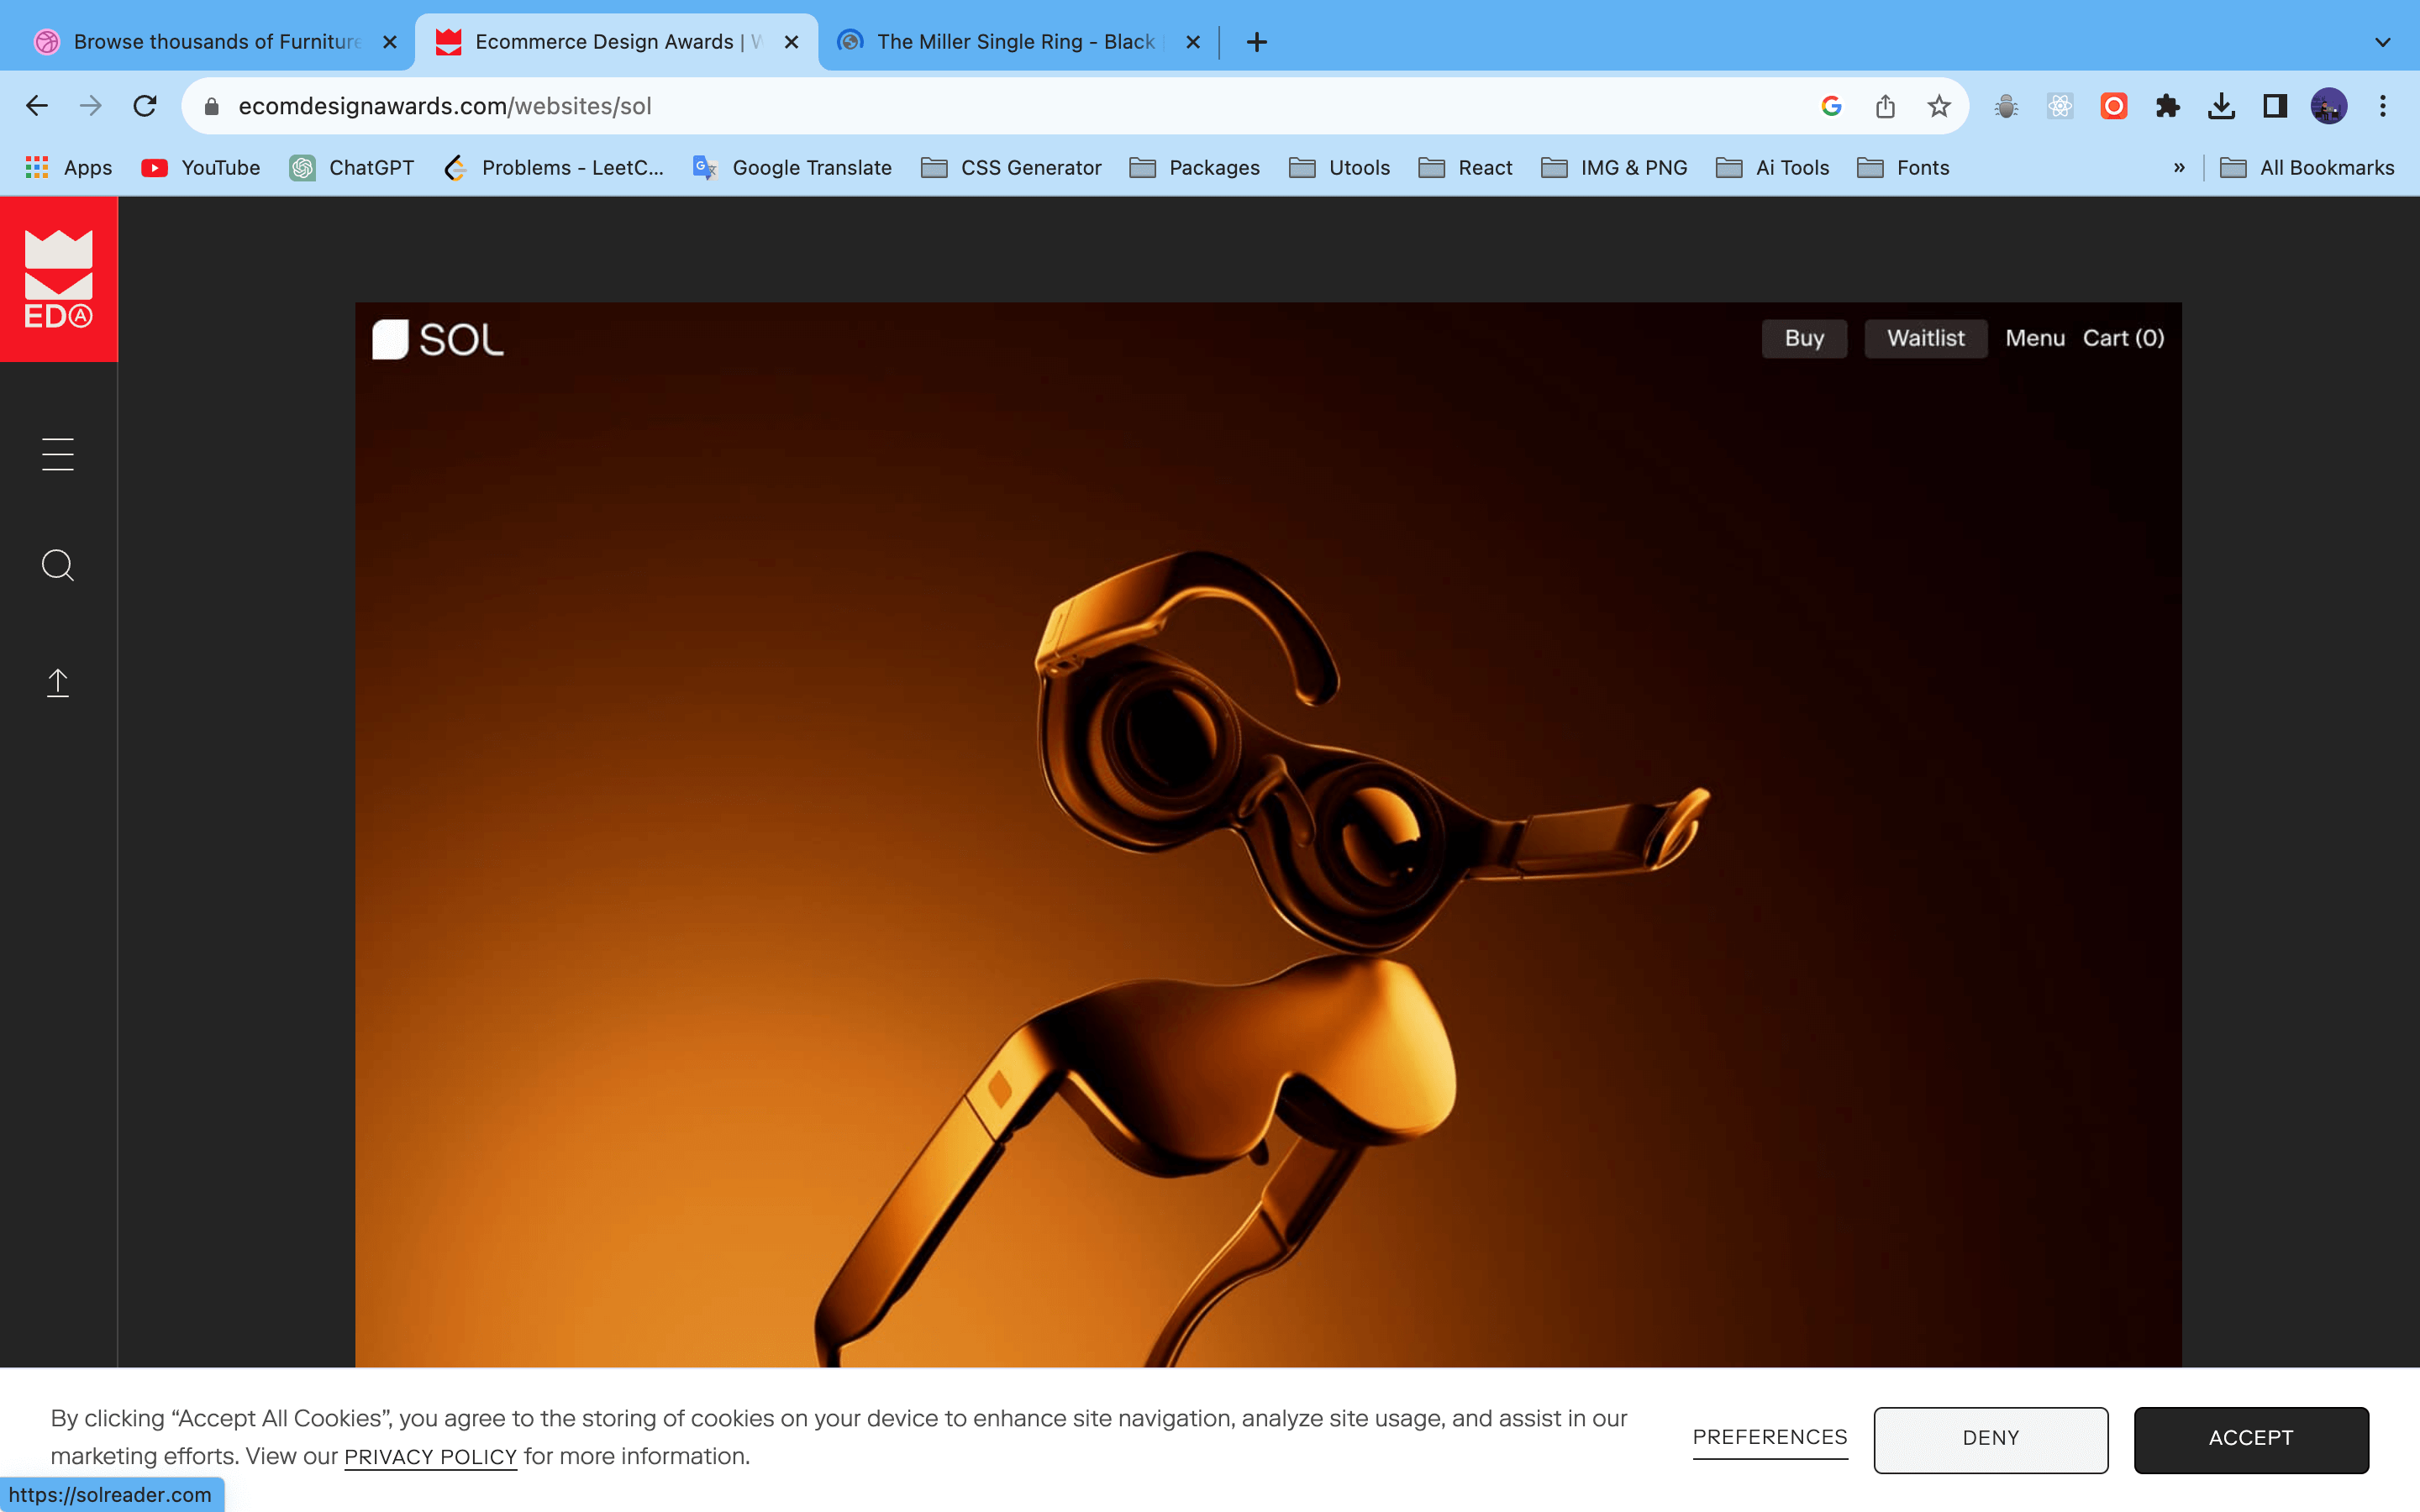 Browse thousands of Furniture
Ecommerce Design Awards | W
The Miller Single Ring - Black
ecomdesignawards.com/websites/sol
Apps
YouTube
ChatGPT
Problems - LeetC...
Google Translate
CSS Generator
Packages
Utools
React
IMG & PNG
Ai Tools
Fonts
»
All Bookmarks
EDA
SOL
Buy
Waitlist
Menu
Cart (0)
By clicking “Accept All Cookies”, you agree to the storing of cookies on your device to enhance site navigation, analyze site usage, and assist in our
marketing efforts. View our PRIVACY POLICY for more information.
PREFERENCES
DENY
ACCEPT
https://solreader.com